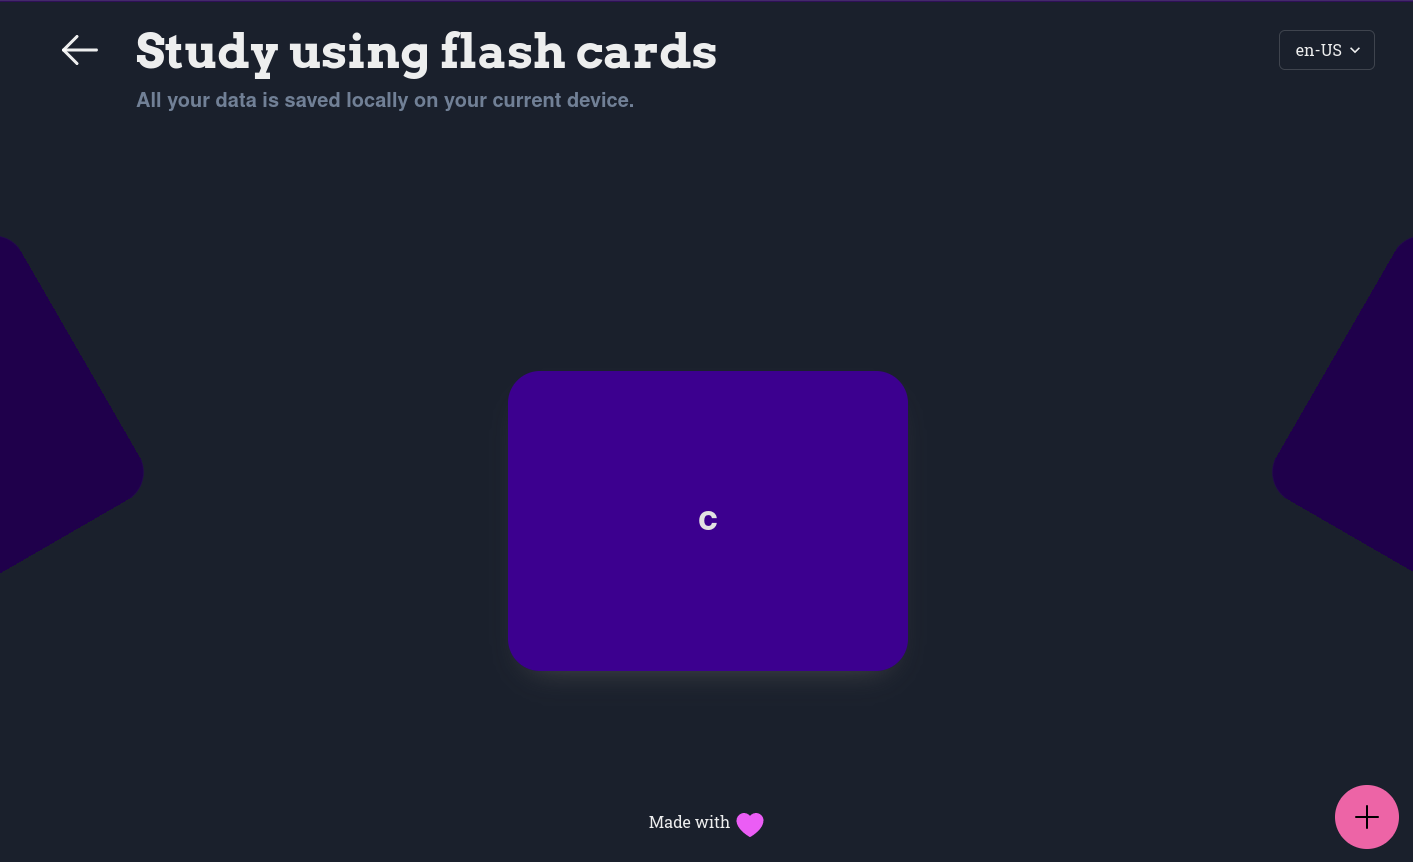 Study using flash cards
en-US
All your data is saved locally on your current device.
c
Made with